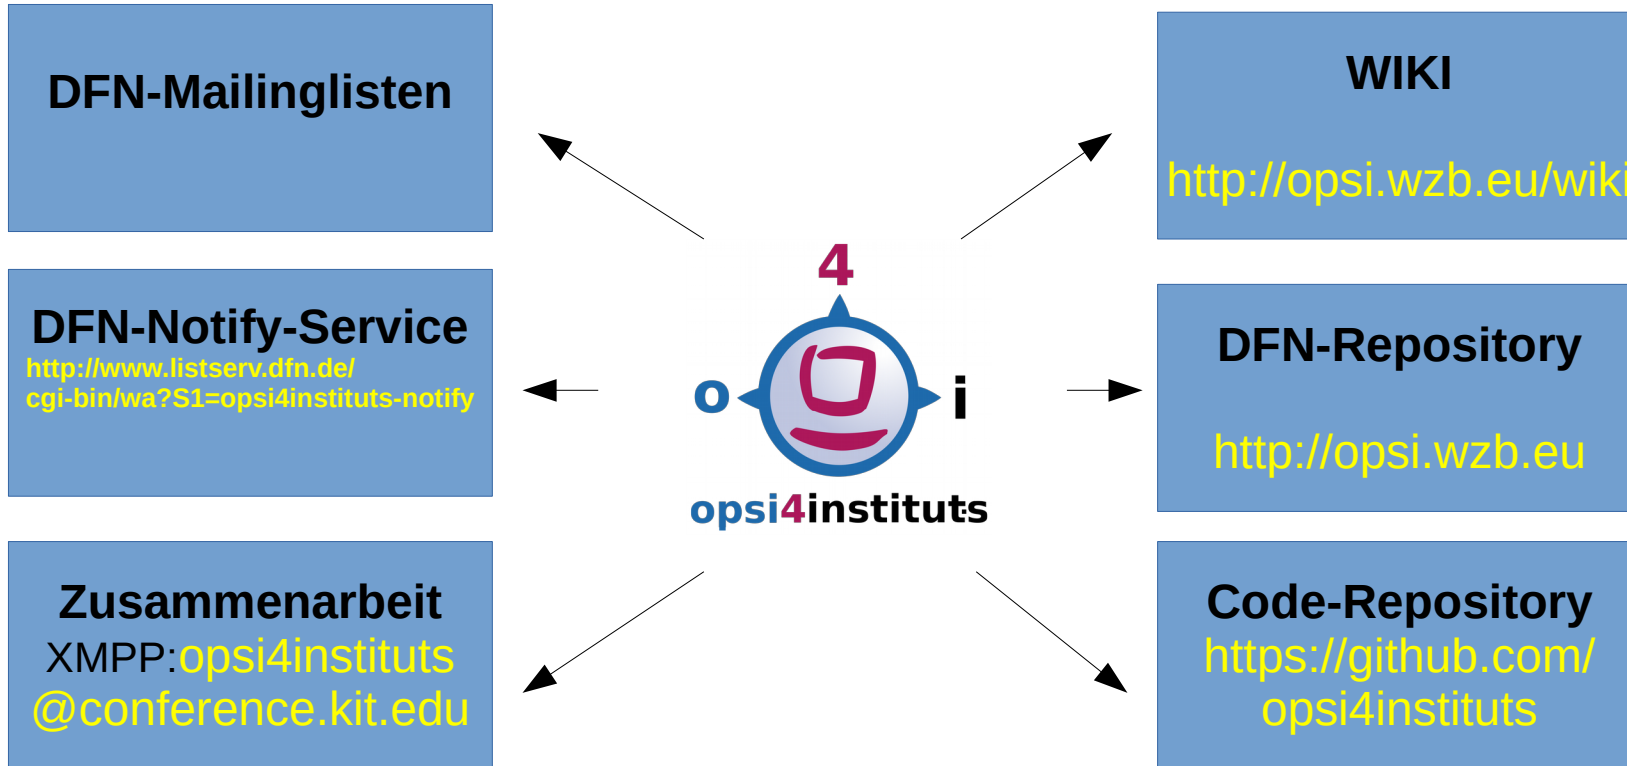 DFN-Mailinglisten
WIKI
http://opsi.wzb.eu/wiki
4
o
i
opsi4instituts
DFN-Notify-Service
http://www.listserv.dfn.de/
cgi-bin/wa?S1=opsi4instituts-notify
DFN-Repository
http://opsi.wzb.eu
Zusammenarbeit
XMPP:opsi4instituts
@conference.kit.edu
Code-Repository
https://github.com/
opsi4instituts